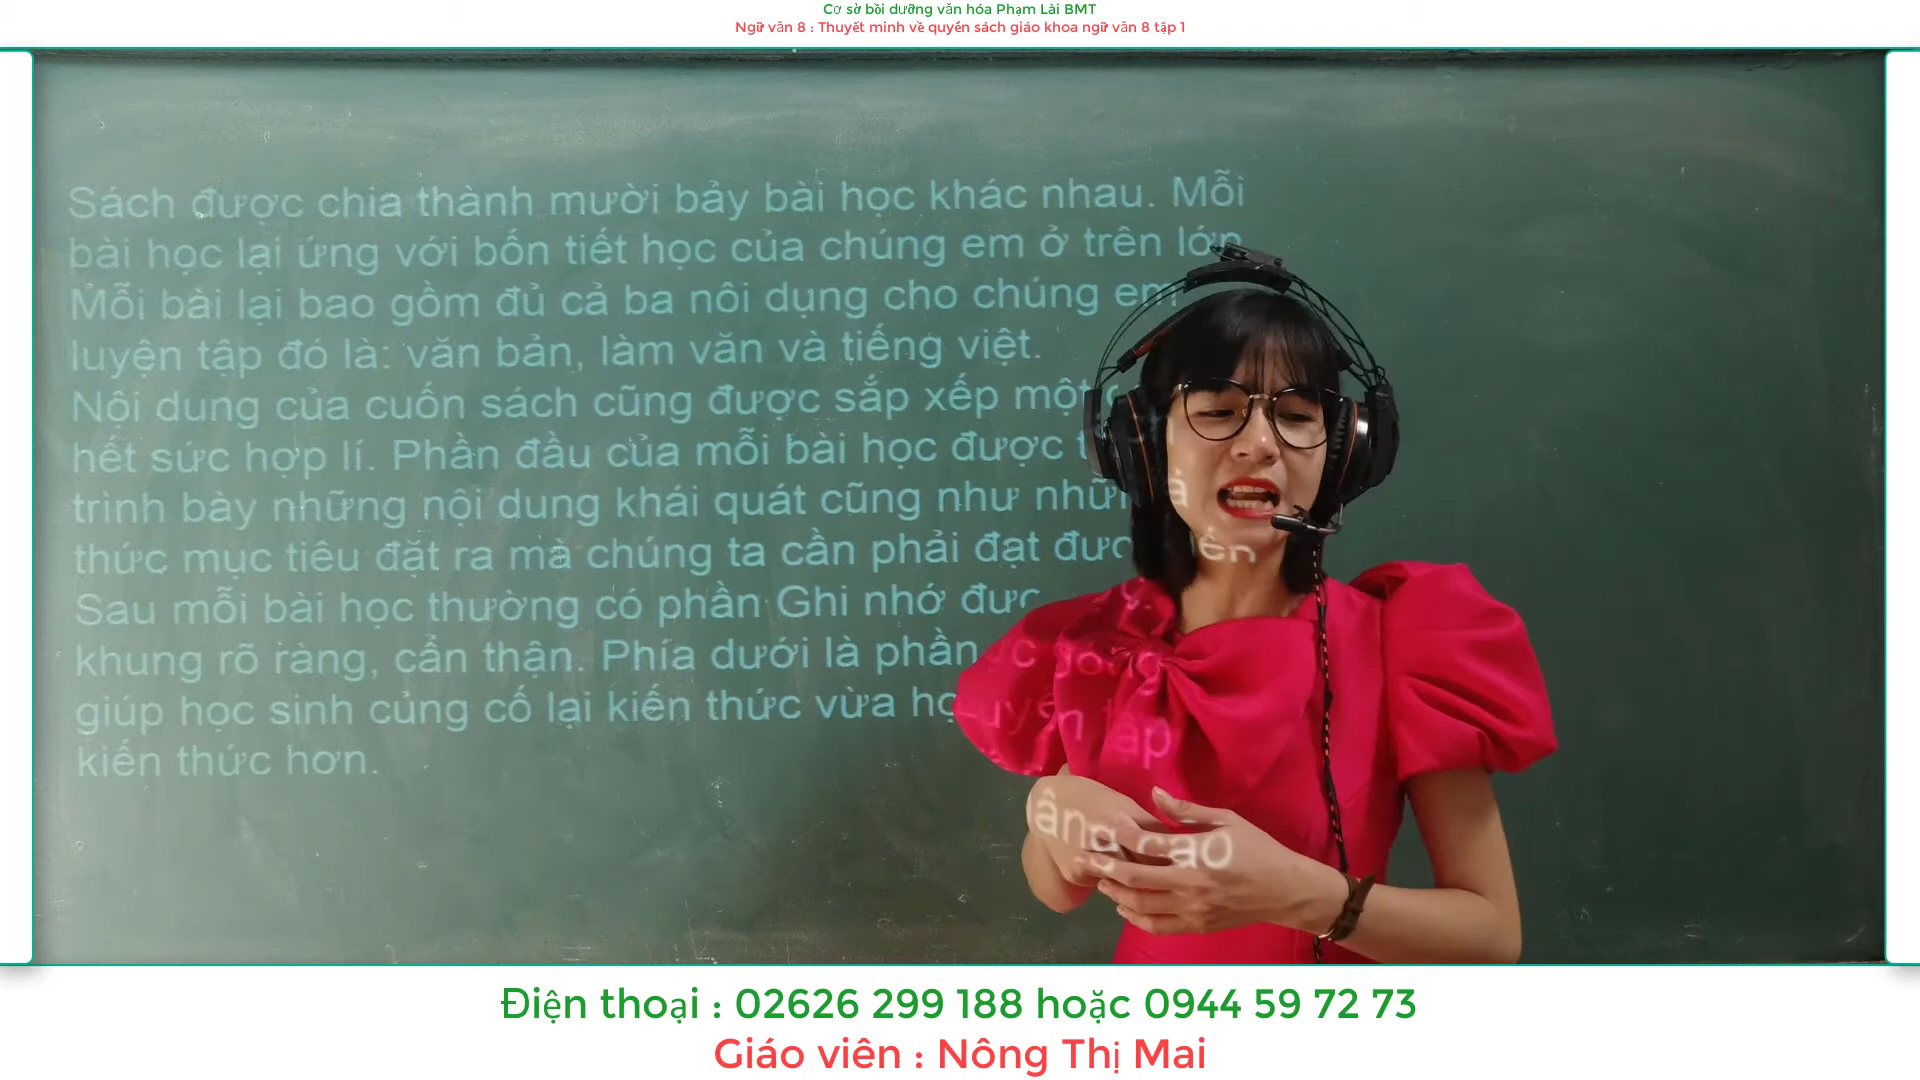 Cơ sở bồi dưỡng văn hóa Phạm Lài BMT
Ngữ văn 8 : Thuyết minh về quyển sách giáo khoa ngữ văn 8 tập 1
Sách được chia thành mười bảy bài học khác nhau. Mỗi
bài học lại ứng với bốn tiết học của chúng em ở trên lớp
Mỗi bài lại bao gồm đủ cả ba nôi dụng cho chúng em
luyện tập đó là: văn bản, làm văn và tiếng việt.
Nội dung của cuốn sách cũng được sắp xếp một
hết sức hợp lí. Phần đầu của mỗi bài học được
trình bày những nội dung khái quát cũng như
thức mục tiêu đặt ra mà chúng ta cần phải đạt
Sau mỗi bài học thường có phần Ghi nhớ
khung rõ ràng, cẩn thận. Phía dưới là phần
giúp học sinh củng cố lại kiến thức vừa
kiến thức hơn.
Điện thoại : 02626 299 188 hoặc 0944 59 72 73
Giáo viên : Nông Thị Mai